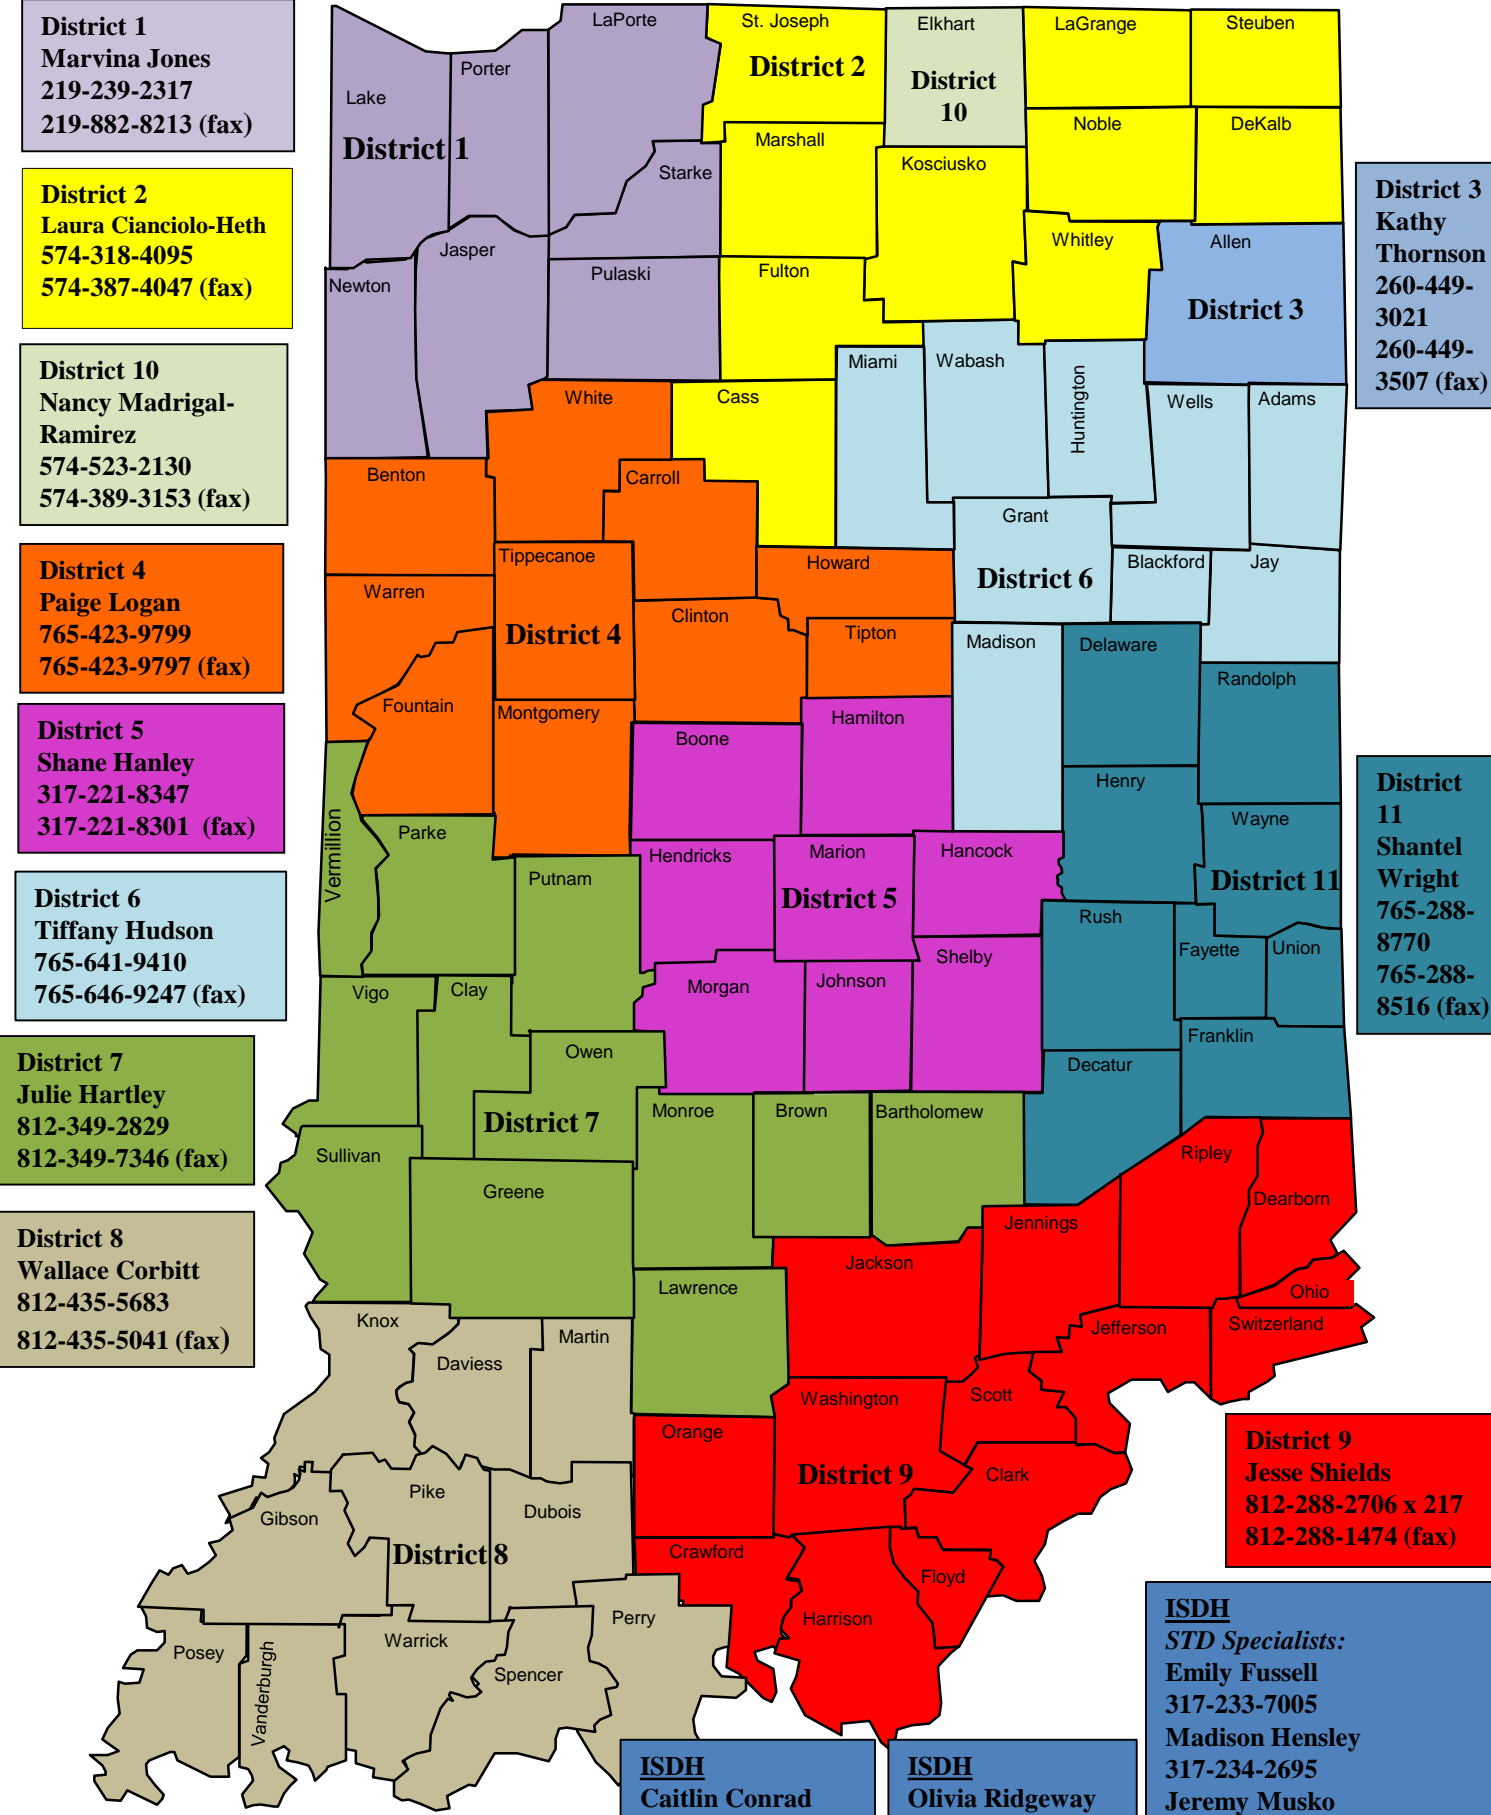 District 1
Marvina Jones
219-239-2317
219-882-8213 (fax)
District 2
Laura Cianciolo-Heth
574-318-4095
574-387-4047 (fax)
District 10
Nancy Madrigal-
Ramirez
574-523-2130
574-389-3153 (fax)
District 4
Paige Logan
765-423-9799
765-423-9797 (fax)
District 5
Shane Hanley
317-221-8347
317-221-8301  (fax)
District 6
Tiffany Hudson
765-641-9410
765-646-9247 (fax)
District 7
Julie Hartley
812-349-2829
812-349-7346 (fax)
District 8
Wallace Corbitt
812-435-5683
812-435-5041 (fax)
LaPorte
St. Joseph
Elkhart
LaGrange
Steuben
Porter
Lake
District 1
District 2
District
10
Noble
DeKalb
Marshall
Kosciusko
Starke
Jasper
Newton
Pulaski
Fulton
Whitley
Allen
District 3
Miami
Wabash
Huntington
Wells
Adams
White
Cass
Benton
Carroll
Grant
Tippecanoe
Howard
District 6
Blackford
Jay
Warren
Clinton
District 4
Tipton
Madison
Delaware
Randolph
Fountain
Montgomery
Hamilton
Boone
Henry
Wayne
Vermillion
Parke
Putnam
Hendricks
Marion
Hancock
District 5
District 11
Rush
Fayette
Union
Shelby
Vigo
Clay
Morgan
Johnson
Franklin
Owen
Decatur
District 7
Monroe
Brown
Bartholomew
Sullivan
Greene
Ripley
Dearborn
Jennings
Jackson
Lawrence
Ohio
Knox
Martin
Jefferson
Switzerland
Daviess
Washington
Scott
Orange
District 9
Clark
Pike
Dubois
Gibson
District 8
Crawford
Floyd
Harrison
Perry
Warrick
Posey
Vanderburgh
Spencer
District 3
Kathy
Thornson
260-449-
3021
260-449-
3507 (fax)
District
11
Shantel
Wright
765-288-
8770
765-288-
8516 (fax)
District 9
Jesse Shields
812-288-2706 x 217
812-288-1474 (fax)
ISDH
STD Specialists:
Emily Fussell
317-233-7005
Madison Hensley
317-234-2695
Jeremy Musko
ISDH
Caitlin Conrad
ISDH
Olivia Ridgeway